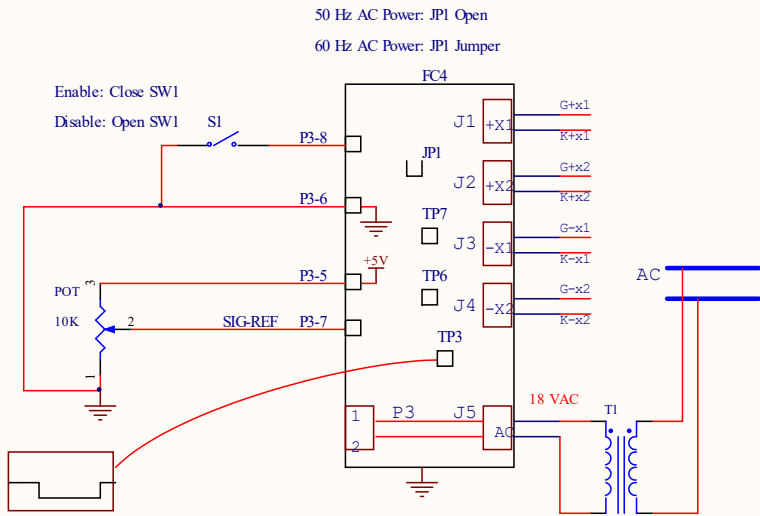 50 Hz AC Power: JP1 Open
60 Hz AC Power: JP1 Jumper
FC4
Enable: Close SW1
Disable: Open SW1
S1
P3-8
JP1
P3-6
+5V
P3-5
POT
10K
3
2
1
SIG-REF
P3-7
TP7
TP6
TP3
J1
+X1
G+x1
K+x1
J2
+X2
G+x2
K+x2
J3
-X1
G-x1
K-x1
J4
-X2
G-x2
K-x2
AC
1
2
P3
J5
AC
18 VAC
T1